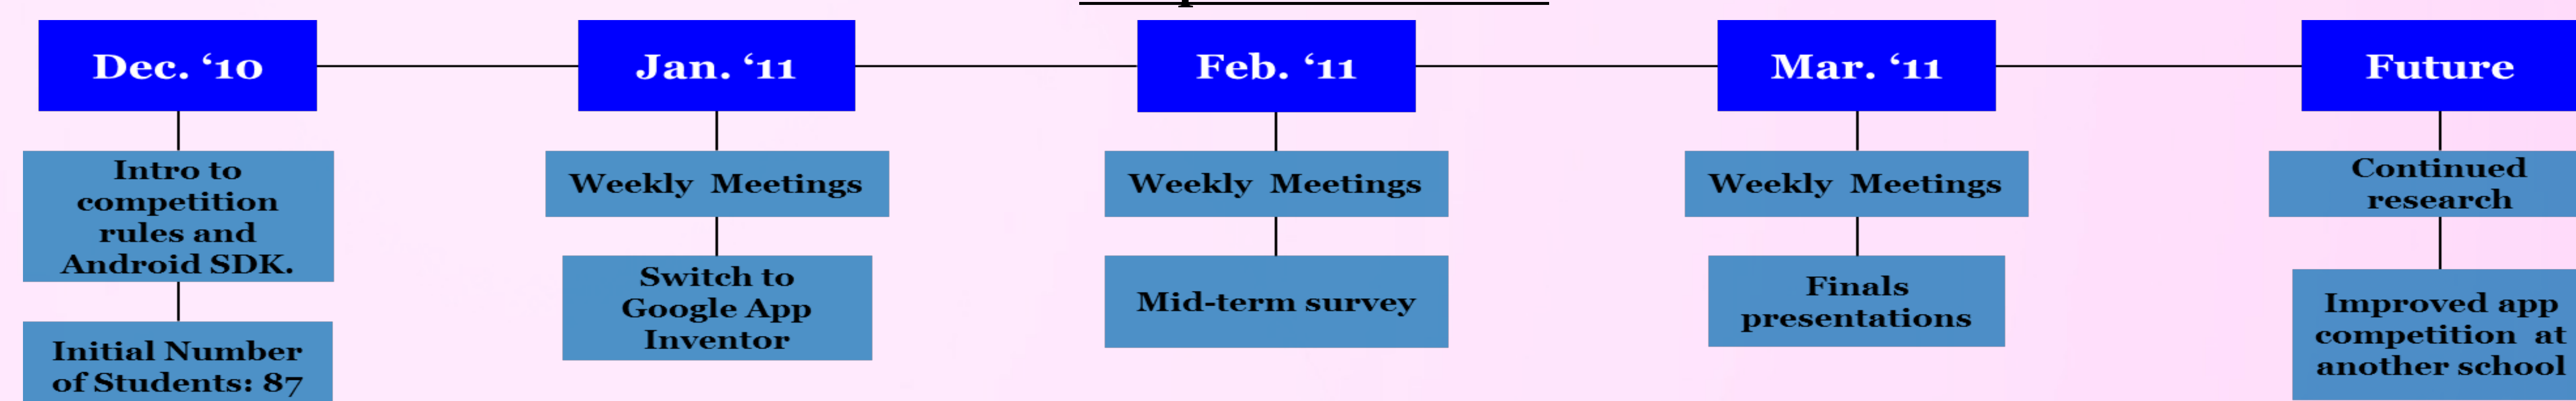 Dec. ‘10
Jan. ‘11
Feb. ‘11
Mar. ‘11
Future
Intro to
competition
rules and
Android SDK.
Initial Number
of Students: 87
Weekly Meetings
Switch to
Google App
Inventor
Weekly Meetings
Mid-term survey
Weekly Meetings
Finals
presentations
Continued
research
Improved app
competition at
another school